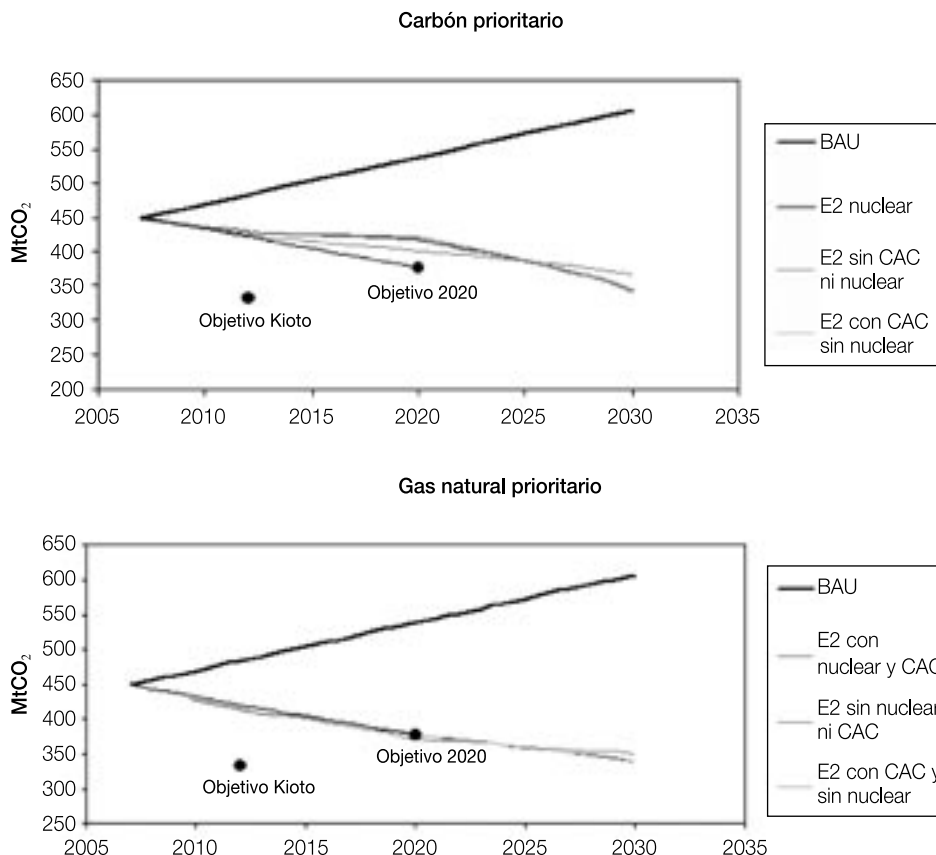 Carbón prioritario
650
600
550
500
450
400
350
300
250
200
MtCO2
2005
2010
2015
2020
2025
2030
2035
Objetivo Kioto
Objetivo 2020
BAU
E2 nuclear
E2 sin CAC
ni nuclear
E2 con CAC
sin nuclear
Gas natural prioritario
650
600
550
500
450
400
350
300
250
MtCO2
2005
2010
2015
2020
2025
2030
2035
Objetivo Kioto
Objetivo 2020
BAU
E2 con
nuclear y CAC
E2 sin nuclear
ni CAC
E2 con CAC y
sin nuclear